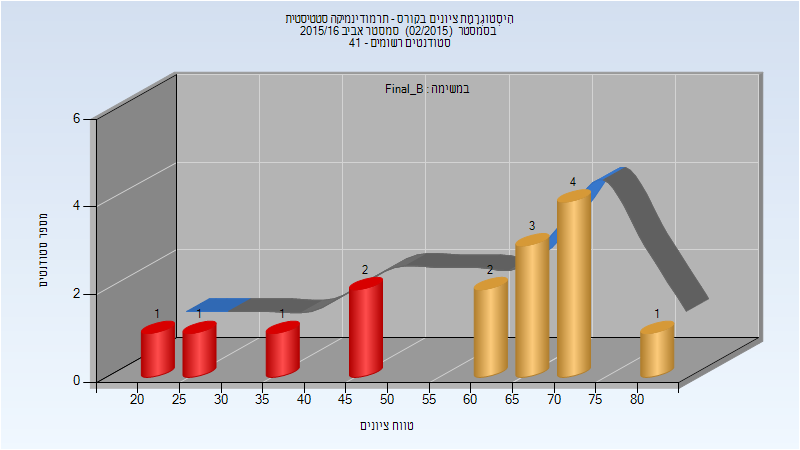 היסטוגרמת ציונים בקורס - תרמודינמיקה סטטיסטית
בסמסטר (02/2015) סמסטר אביב 2015/16
סטודנטים רשומים - 41
במשימה : Final_B
מספר סטודנטים
6
4
2
0
1
1
1
2
2
3
4
1
20 25 30 35 40 45 50 55 60 65 70 75 80
טווח ציונים